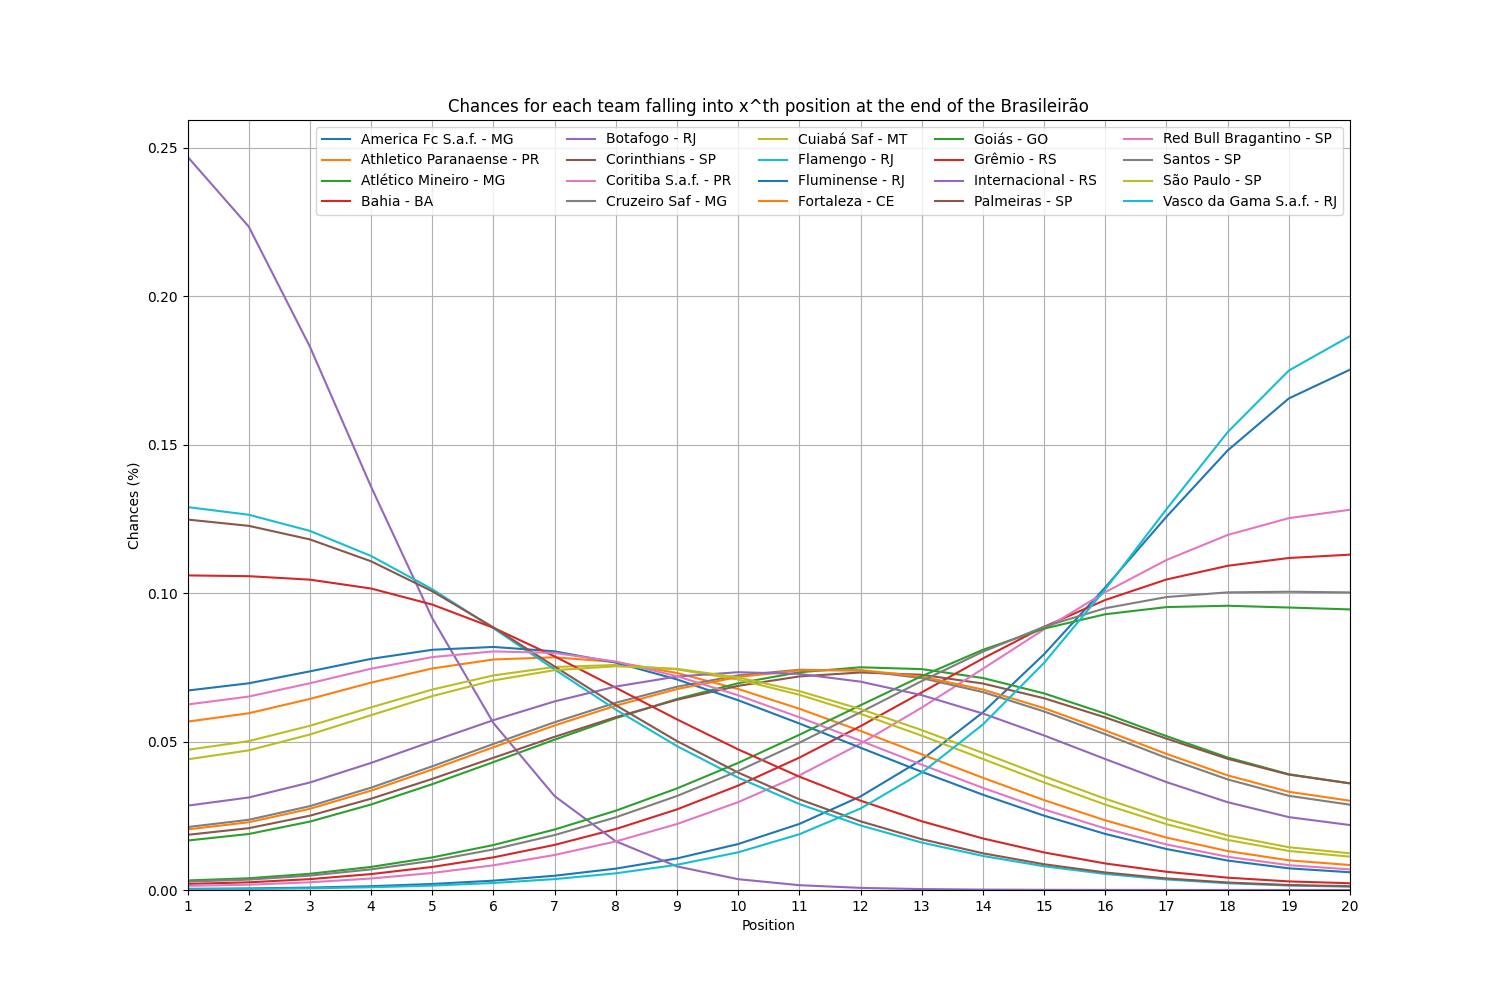 Chances for each team falling into x^th position at the end of the Brasileirão
America Fc S.a.f. - MG
Athletico Paranaense - PR
Atlético Mineiro - MG
Bahia - BA
Botafogo - RJ
Corinthians - SP
Coritiba S.a.f. - PR
Cruzeiro Saf - MG
Cuiabá Saf - MT
Flamengo - RJ
Fluminense - RJ
Fortaleza - CE
Goiás - GO
Grêmio - RS
Internacional - RS
Palmeiras - SP
Red Bull Bragantino - SP
Santos - SP
São Paulo - SP
Vasco da Gama S.a.f. - RJ
Chances (%)
0.25
0.20
0.15
0.10
0.05
0.00
1 2 3 4 5 6 7 8 9 10 11 12 13 14 15 16 17 18 19 20
Position